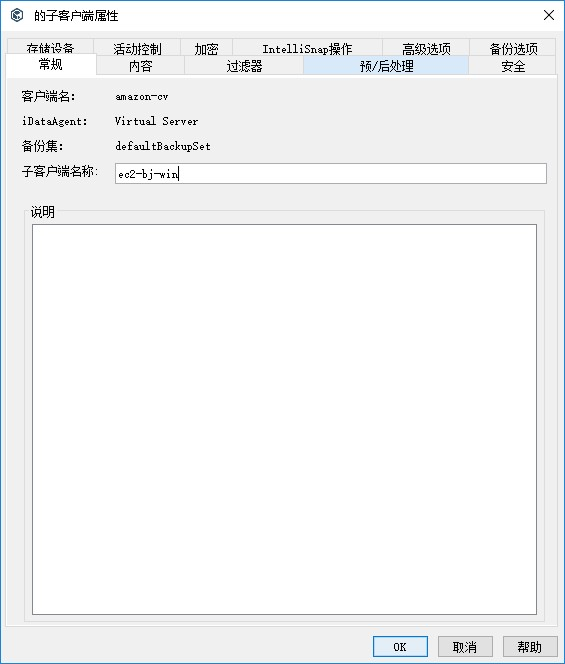 的子客户端属性
存储设备 活动控制 加密 IntelliSnap操作 高级选项 备份选项
常规 内容 过滤器 预/后处理 安全
客户端名: amazon-cv
iDataAgent: Virtual Server
备份集: defaultBackupSet
子客户端名称: ec2-bj-win
说明
OK 取消 帮助